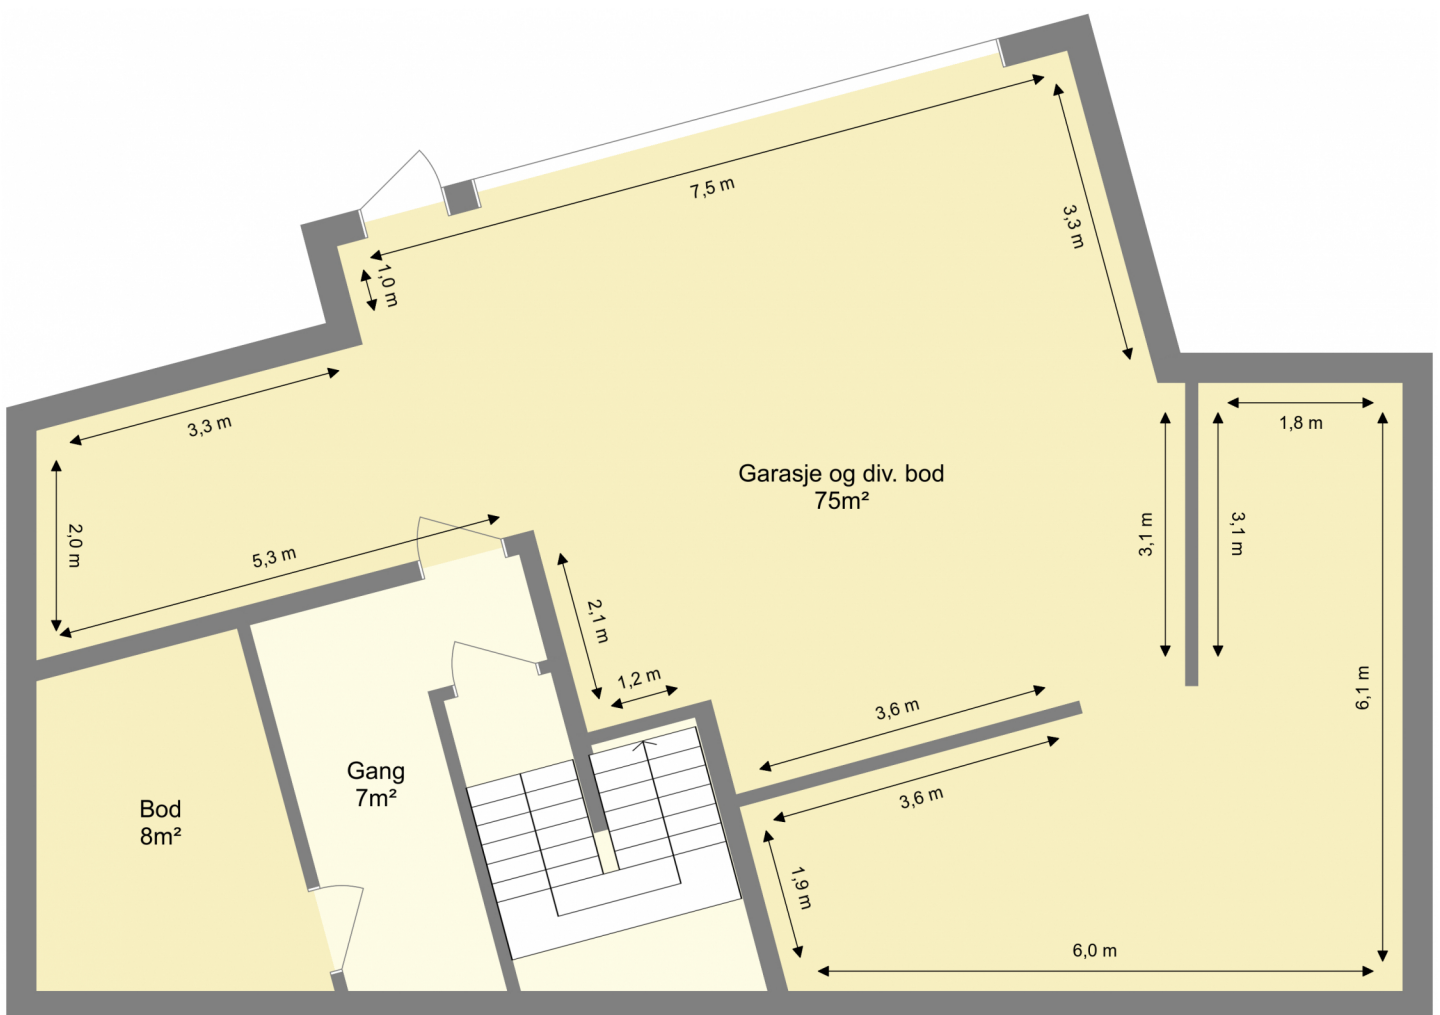 7,5 m
3,3 m
1,0 m
3,3 m
1,8 m
Garasje og div. bod
75m²
2,0 m
5,3 m
3,1 m
3,1 m
2,1 m
1,2 m
3,6 m
6,1 m
Gang
7m²
3,6 m
Bod
8m²
1,9 m
6,0 m